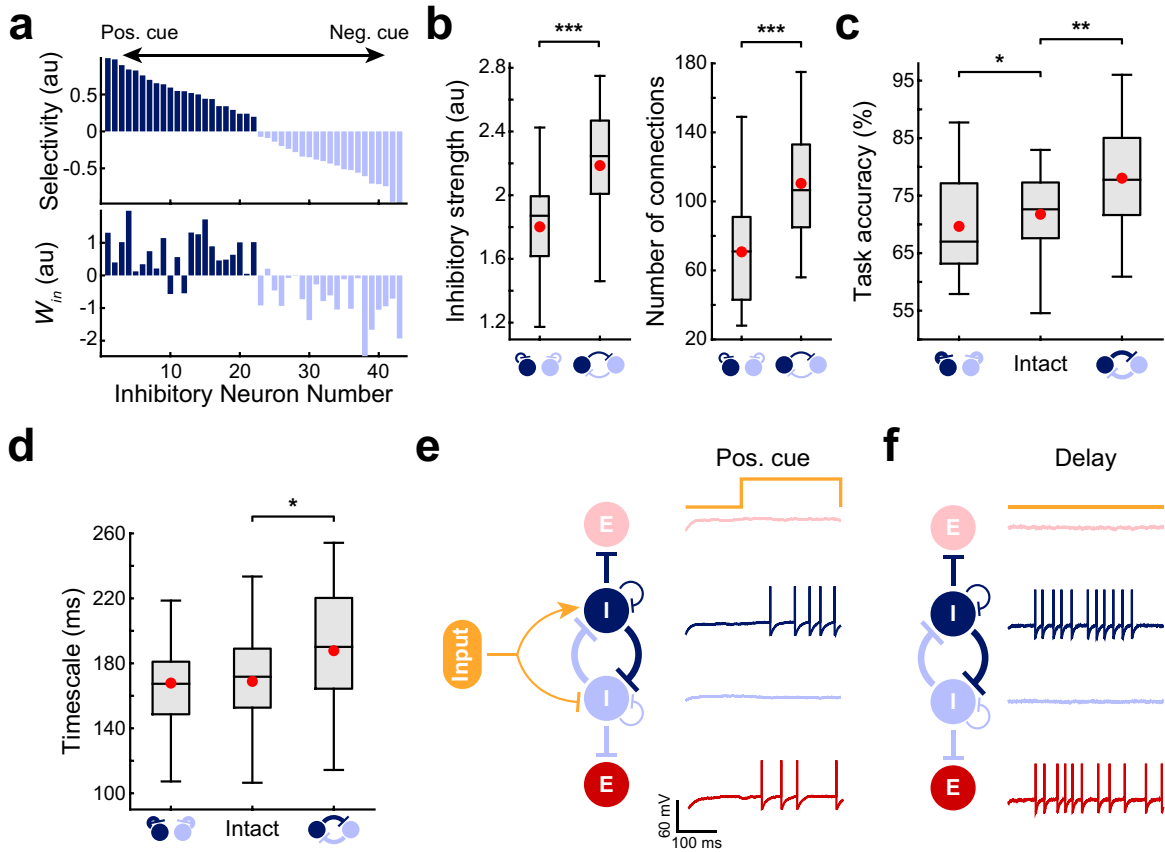 a
Pos. cue
Neg. cue
Selectivity (au)
0.5
0
-0.5
W_in (au)
1
0
-1
-2
10
20
30
40
Inhibitory Neuron Number
b
***
Inhibitory strength (au)
2.8
2.4
2
1.6
1.2
***
Number of connections
180
140
100
60
20
c
*
**
Task accuracy (%)
95
85
75
65
55
Intact
d
*
Timescale (ms)
260
220
180
140
100
Intact
e
Pos. cue
E
I
Input
I
E
60 mV
100 ms
f
Delay
E
I
I
E